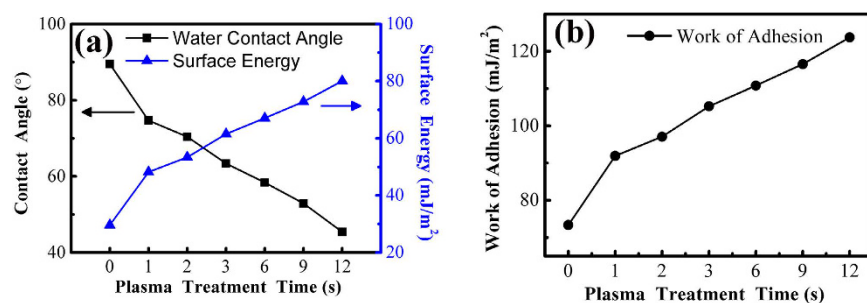 (a)
Water Contact Angle
Surface Energy
100
80
60
40
Contact Angle (°)
100
80
60
40
20
Surface Energy (mJ/m²)
0 1 2 3 6 9 12
Plasma Treatment Time (s)
(b)
Work of Adhesion
120
100
80
Work of Adhesion (mJ/m²)
0 1 2 3 6 9 12
Plasma Treatment Time (s)